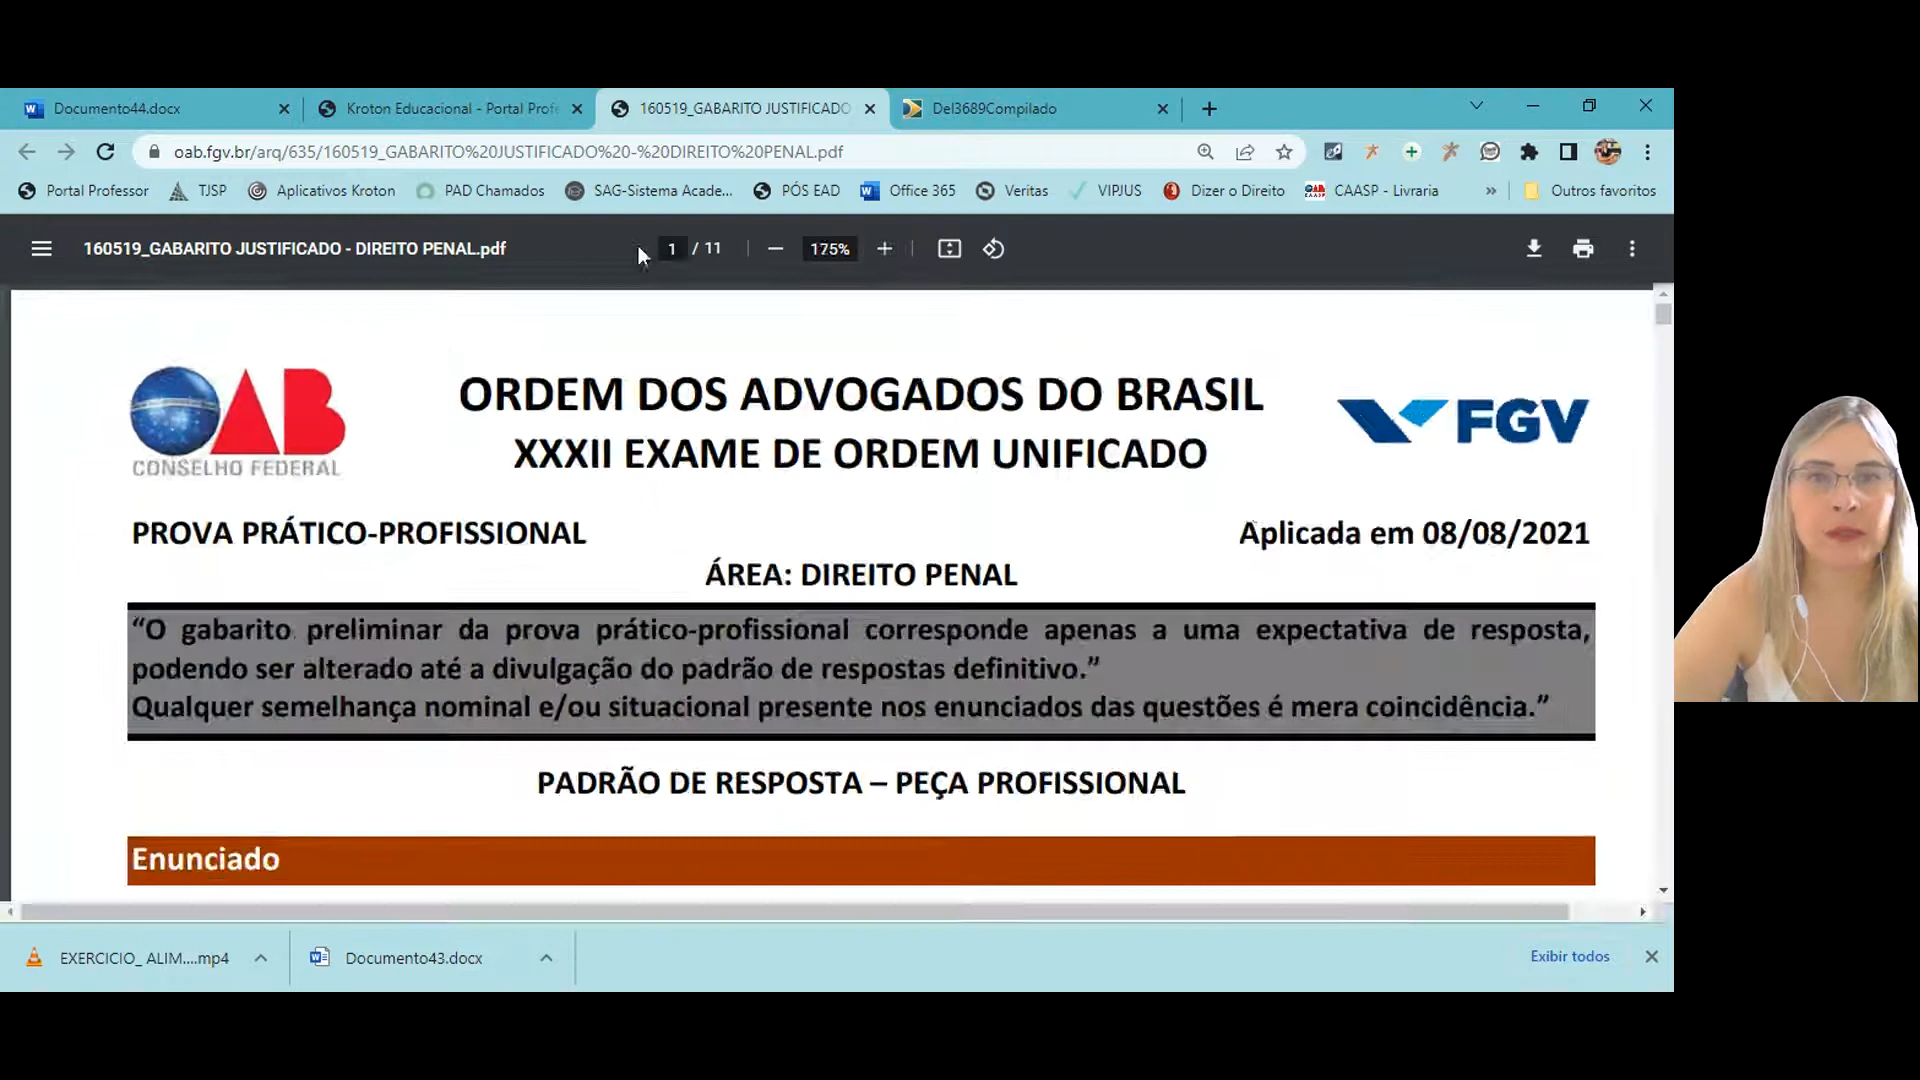 Documento44.docx
Kroton Educacional - Portal Profe
160519_GABARITO JUSTIFICADO
Del3689Compilado
oab.fgv.br/arq/635/160519_GABARITO%20JUSTIFICADO%20-%20DIREITO%20PENAL.pdf
Portal Professor
TJSP
Aplicativos Kroton
PAD Chamados
SAG-Sistema Acade...
PÓS EAD
Office 365
Veritas
VIPJUS
Dizer o Direito
CAASP - Livraria
»
Outros favoritos
160519_GABARITO JUSTIFICADO - DIREITO PENAL.pdf
1 / 11
175%
OAB
CONSELHO FEDERAL
ORDEM DOS ADVOGADOS DO BRASIL
XXXII EXAME DE ORDEM UNIFICADO
FGV
PROVA PRÁTICO-PROFISSIONAL
Aplicada em 08/08/2021
ÁREA: DIREITO PENAL
“O gabarito preliminar da prova prático-profissional corresponde apenas a uma expectativa de resposta,
podendo ser alterado até a divulgação do padrão de respostas definitivo.”
Qualquer semelhança nominal e/ou situacional presente nos enunciados das questões é mera coincidência.”
PADRÃO DE RESPOSTA – PEÇA PROFISSIONAL
Enunciado
EXERCICIO_ ALIM....mp4
Documento43.docx
Exibir todos